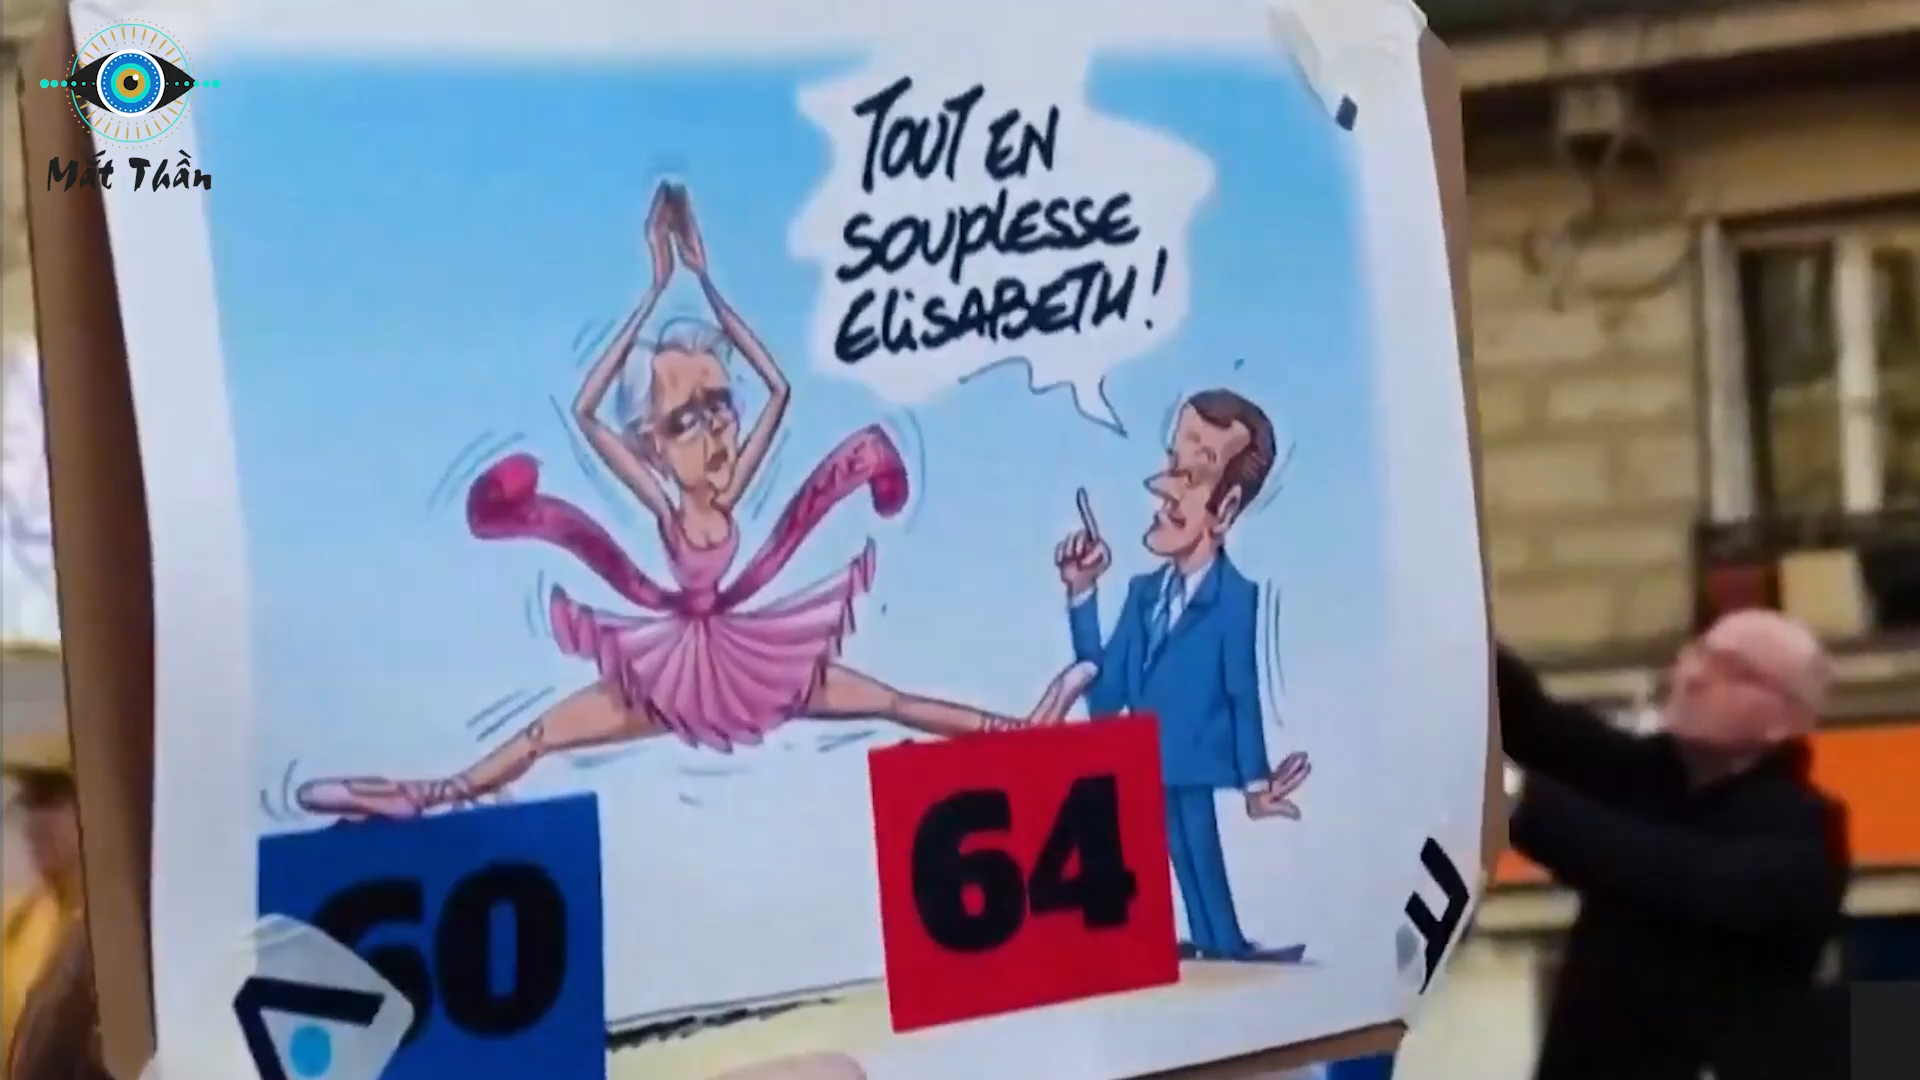 Mắt Thần
TOUT EN
SOUPLESSE
ELISABETH!
64
60